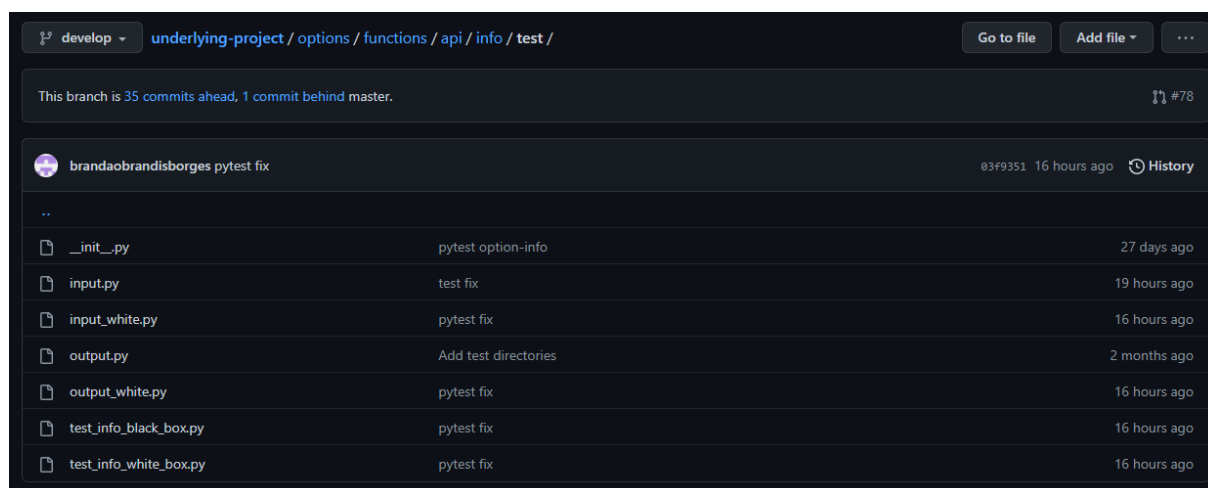 develop underlying-project / options / functions / api / info / test / Go to file Add file ...
This branch is 35 commits ahead, 1 commit behind master. #78
brandaobrandisborges pytest fix 03f9351 16 hours ago History
..
__init__.py pytest option-info 27 days ago
input.py test fix 19 hours ago
input_white.py pytest fix 16 hours ago
output.py Add test directories 2 months ago
output_white.py pytest fix 16 hours ago
test_info_black_box.py pytest fix 16 hours ago
test_info_white_box.py pytest fix 16 hours ago